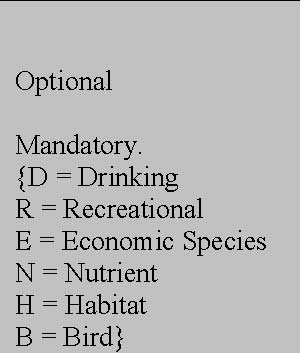 Optional
Mandatory.
{D = Drinking
R = Recreational
E = Economic Species
N = Nutrient
H = Habitat
B = Bird}